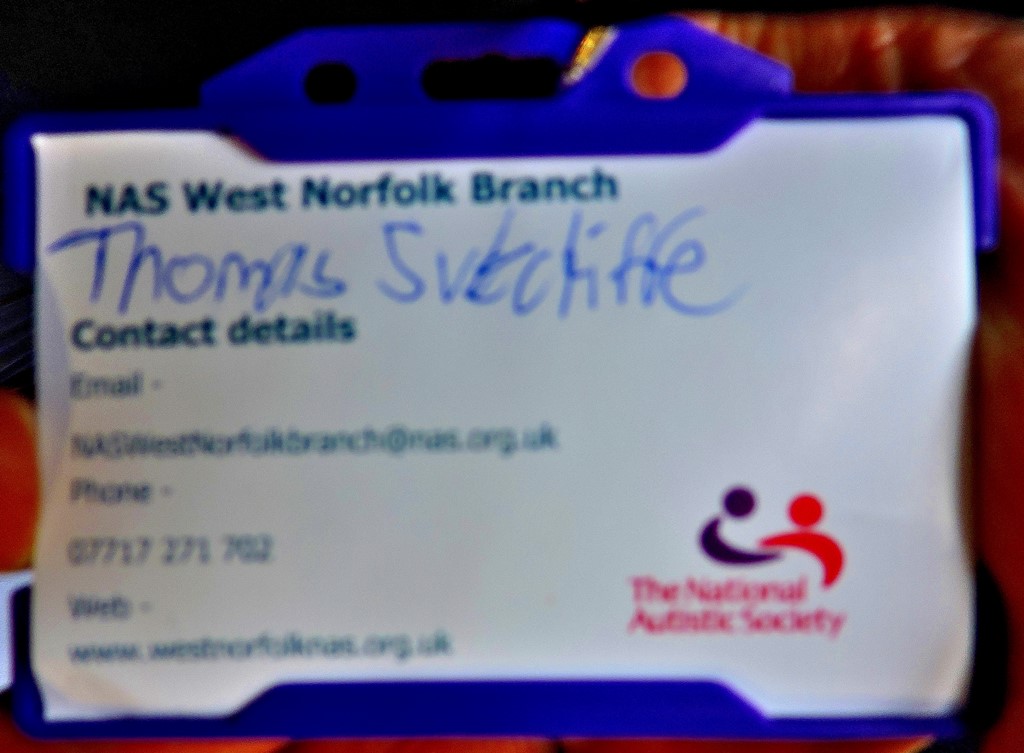 NAS West Norfolk Branch
Thomas Sutcliffe
Contact details
Email -
NASWestNorfolkbranch@nas.org.uk
Phone -
07717 271 702
Web -
www.westnorfolknas.org.uk
The National
Autistic Society